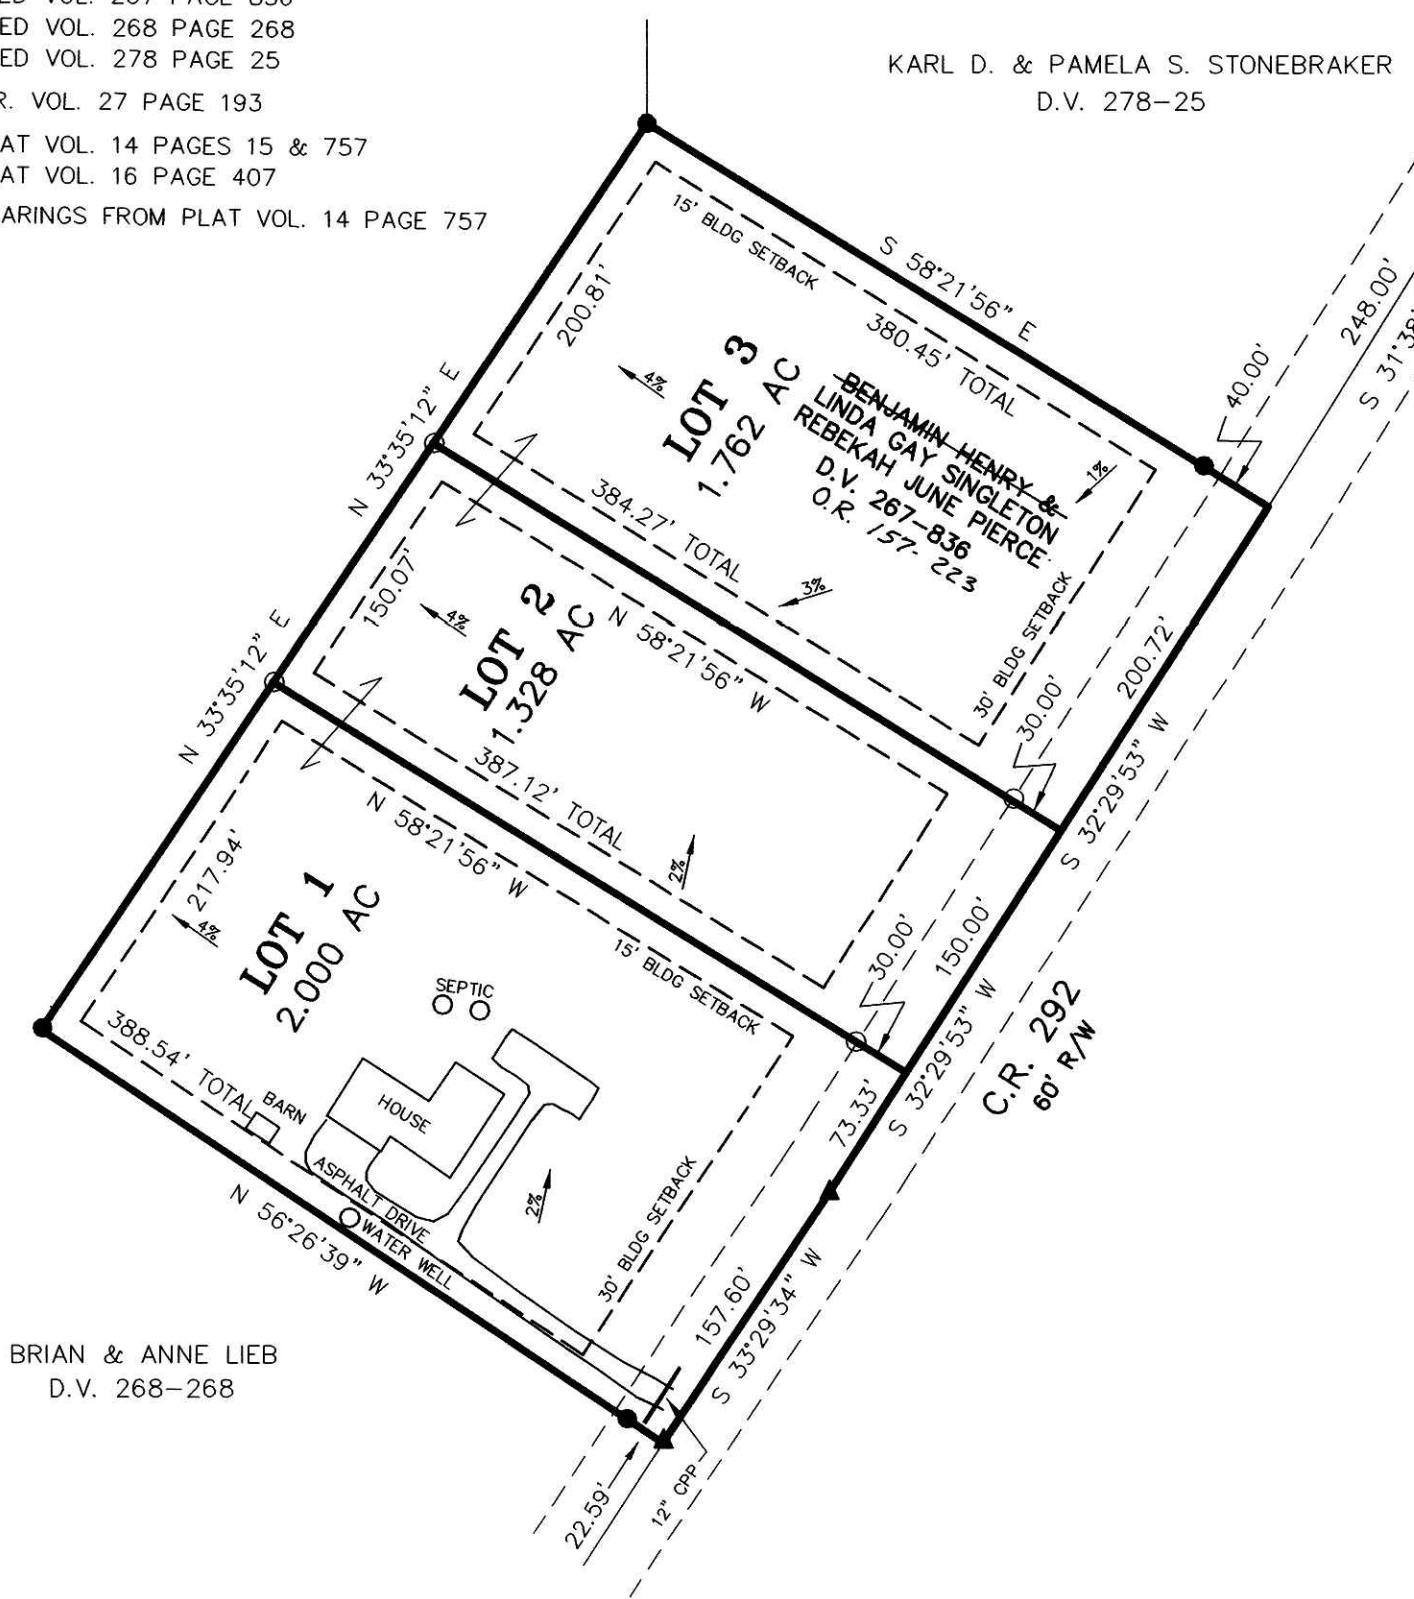 ED VOL. 267 PAGE 836
ED VOL. 268 PAGE 268
ED VOL. 278 PAGE 25
R. VOL. 27 PAGE 193
AT VOL. 14 PAGES 15 & 757
AT VOL. 16 PAGE 407
ARINGS FROM PLAT VOL. 14 PAGE 757
KARL D. & PAMELA S. STONEBRAKER
D.V. 278-25
S 58°21'56" E
380.45' TOTAL
15' BLDG SETBACK
200.81'
N 33°35'12" E
4%
LOT 3
1.762 AC
BENJAMIN HENRY &
LINDA GAY SINGLETON
REBEKAH JUNE PIERCE
D.V. 267-836
O.R. 157-223
1%
3%
30' BLDG SETBACK
40.00'
248.00'
S 31°38'
200.72'
S 32°29'53" W
384.27' TOTAL
N 58°21'56" W
30.00'
150.07'
N 33°35'12" E
4%
LOT 2
1.328 AC
2%
150.00'
S 32°29'53" W
387.12' TOTAL
N 58°21'56" W
30.00'
217.94'
4%
LOT 1
2.000 AC
15' BLDG SETBACK
SEPTIC
HOUSE
BARN
ASPHALT DRIVE
WATER WELL
2%
30' BLDG SETBACK
388.54' TOTAL
N 56°26'39" W
73.33'
157.60'
S 33°29'34" W
C.R. 292
60' R/W
22.59'
12" CPP
BRIAN & ANNE LIEB
D.V. 268-268